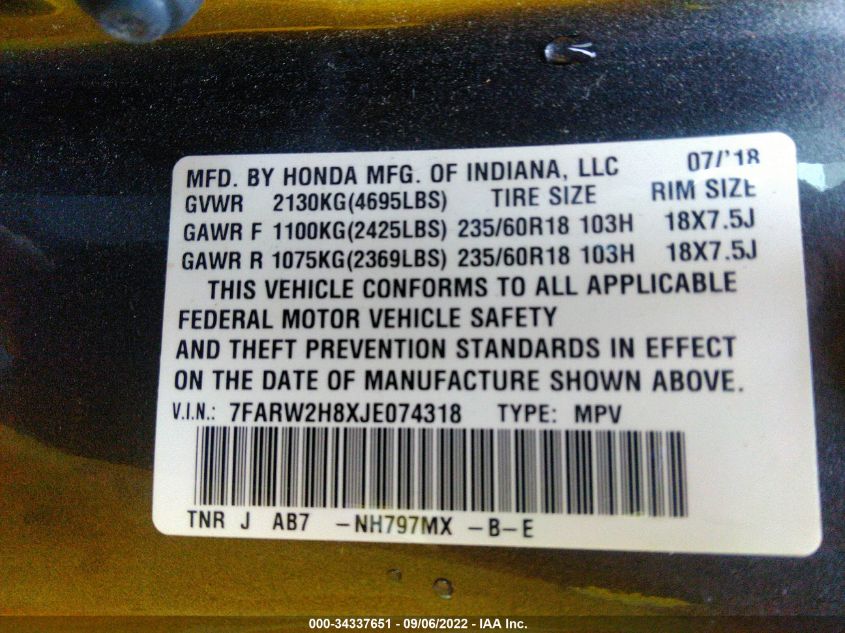 MFD. BY HONDA MFG. OF INDIANA, LLC 07/'18
GVWR 2130KG(4695LBS) TIRE SIZE RIM SIZE
GAWR F 1100KG(2425LBS) 235/60R18 103H 18X7.5J
GAWR R 1075KG(2369LBS) 235/60R18 103H 18X7.5J
THIS VEHICLE CONFORMS TO ALL APPLICABLE
FEDERAL MOTOR VEHICLE SAFETY
AND THEFT PREVENTION STANDARDS IN EFFECT
ON THE DATE OF MANUFACTURE SHOWN ABOVE.
V.I.N.: 7FARW2H8XJE074318 TYPE: MPV
TNR J AB7 -NH797MX -B-E
000-34337651 - 09/06/2022 - IAA Inc.